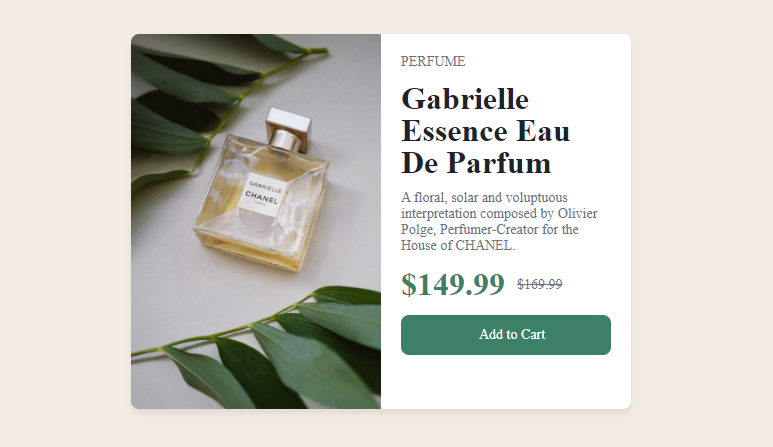 GABRIELLE
CHANEL
PERFUME
Gabrielle
Essence Eau
De Parfum
A floral, solar and voluptuous
interpretation composed by Olivier
Polge, Perfumer-Creator for the
House of CHANEL.
$149.99 $169.99
Add to Cart